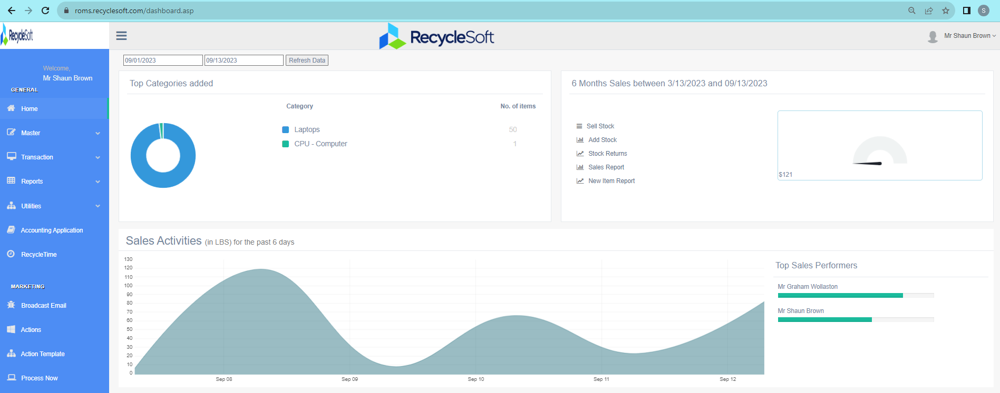 roms.recyclesoft.com/dashboard.asp
S
RecycleSoft
RecycleSoft
Mr Shaun Brown
Welcome,
Mr Shaun Brown
GENERAL
Home
Master
Transaction
Reports
Utilities
Accounting Application
RecycleTime
MARKETING
Broadcast Email
Actions
Action Template
Process Now
09/01/2023 09/13/2023 Refresh Data
Top Categories added
Category No. of items
Laptops 50
CPU - Computer 1
6 Months Sales between 3/13/2023 and 09/13/2023
Sell Stock
Add Stock
Stock Returns
Sales Report
New Item Report
$121
Sales Activities (in LBS) for the past 6 days
130
120
110
100
90
80
70
60
50
40
30
20
10
0
Sep 08 Sep 09 Sep 10 Sep 11 Sep 12
Top Sales Performers
Mr Graham Wollaston
Mr Shaun Brown